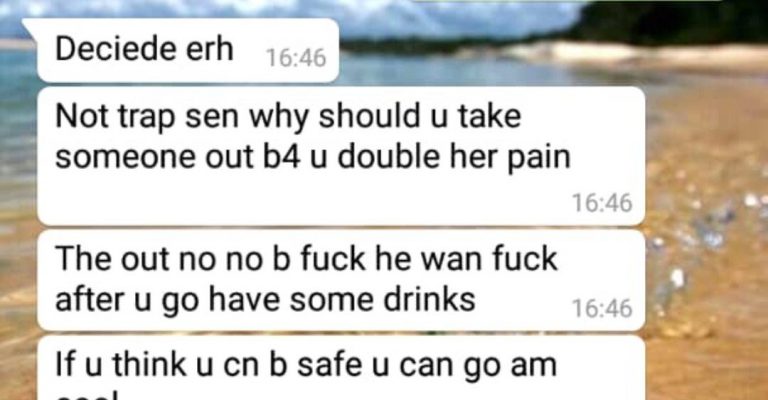 Deciede erh 16:46
Not trap sen why should u take
someone out b4 u double her pain
16:46
The out no no b fuck he wan fuck
after u go have some drinks 16:46
If u think u cn b safe u can go am